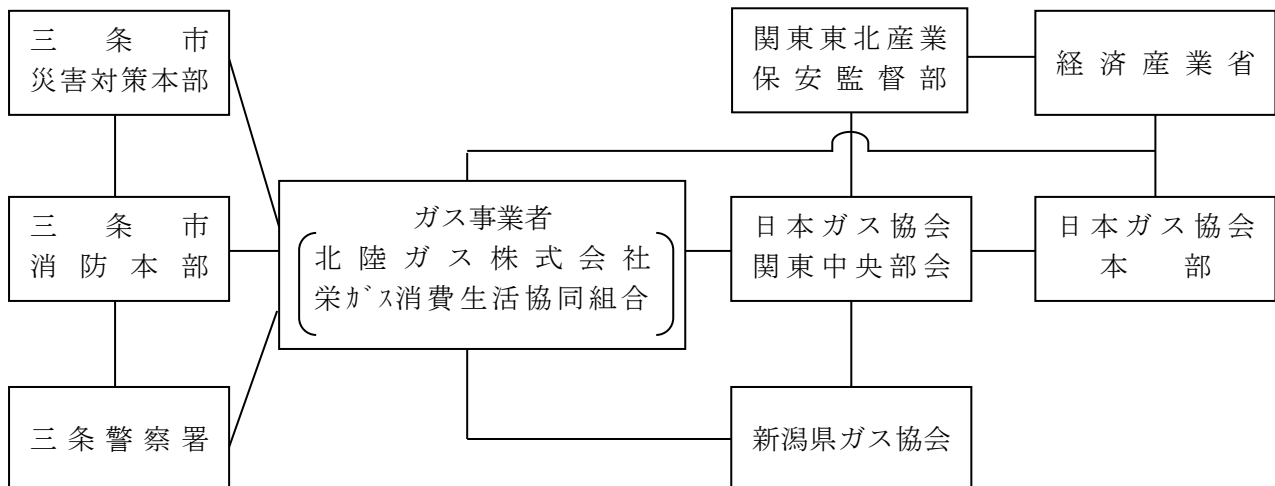 三条市
災害対策本部
関東東北産業
保安監督部
経済産業省
三条市
消防本部
ガス事業者
北陸ガス株式会社
栄ｶﾞｽ消費生活協同組合
日本ガス協会
関東中央部会
日本ガス協会
本部
三条警察署
新潟県ガス協会